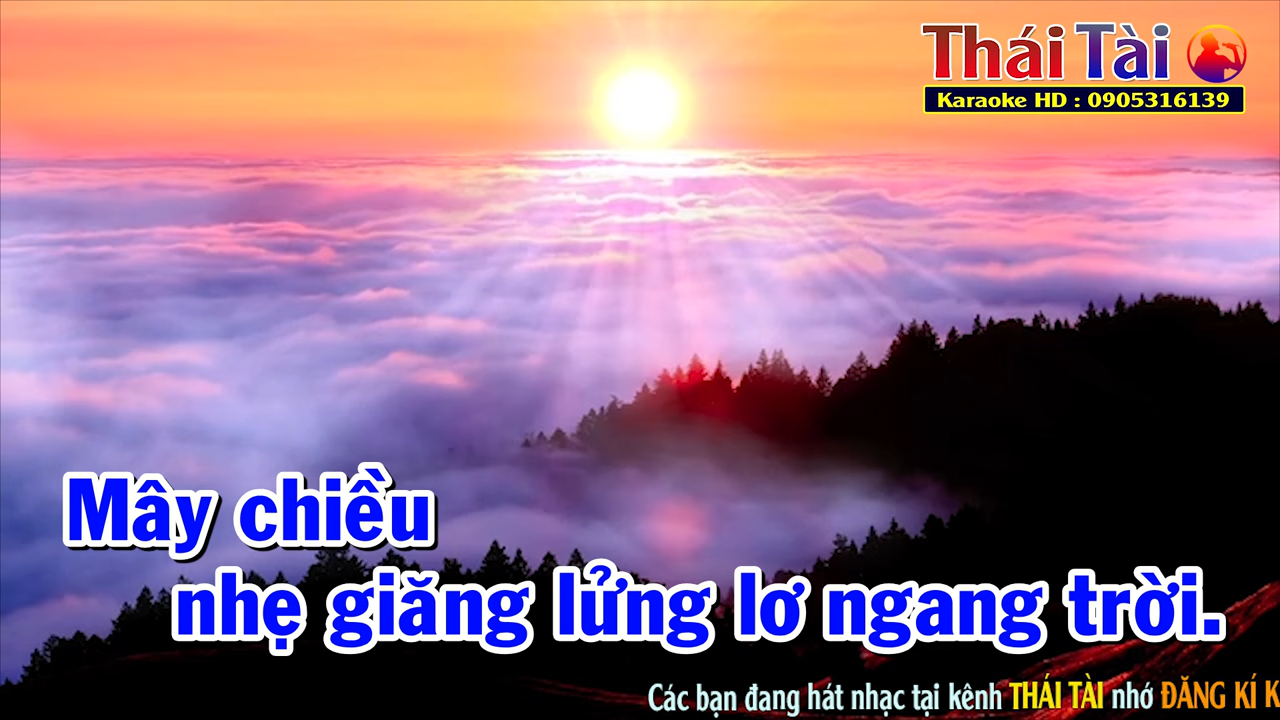 Thái Tài
Karaoke HD : 0905316139
Mây chiều
nhẹ giăng lửng lơ ngang trời.
Các bạn đang hát nhạc tại kênh THÁI TÀI nhớ ĐĂNG KÍ K